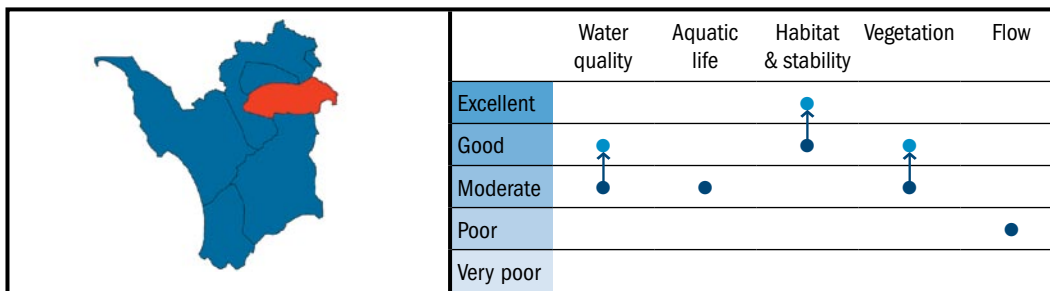 Water quality
Aquatic life
Habitat & stability
Vegetation
Flow
Excellent
Good
Moderate
Poor
Very poor